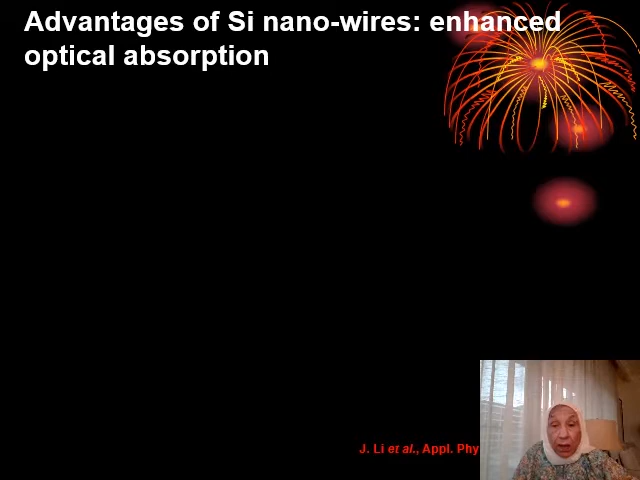 Advantages of Si nano-wires: enhanced
optical absorption
J. Li et al., Appl. Phy